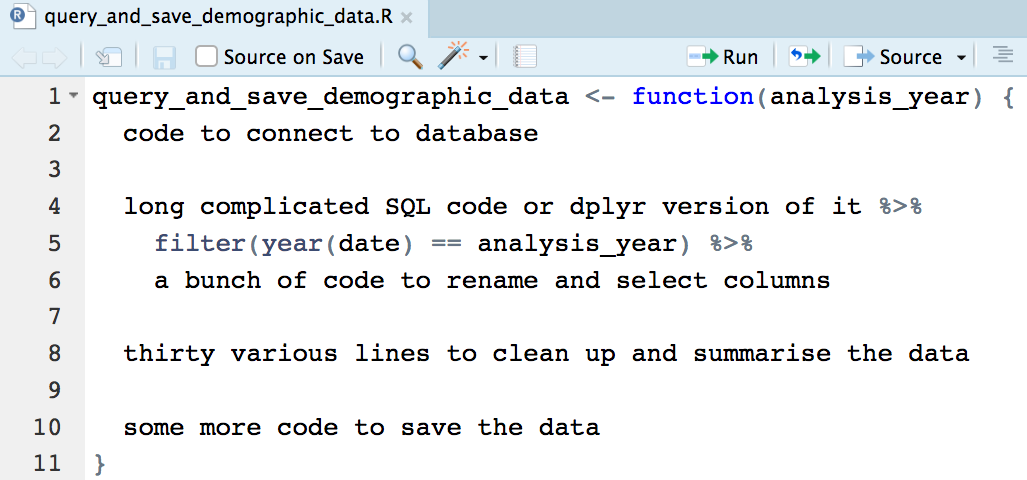 query_and_save_demographic_data.R
Source on Save Run Source
1 query_and_save_demographic_data <- function(analysis_year) {
2 code to connect to database
3
4 long complicated SQL code or dplyr version of it %>%
5 filter(year(date) == analysis_year) %>%
6 a bunch of code to rename and select columns
7
8 thirty various lines to clean up and summarise the data
9
10 some more code to save the data
11 }